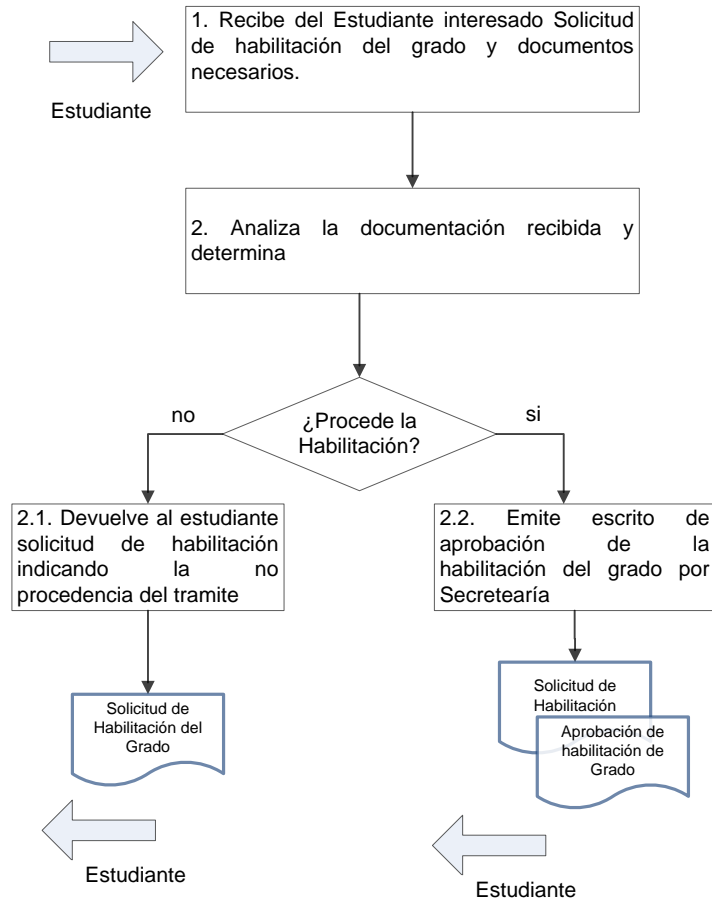 1. Recibe del Estudiante interesado Solicitud
de habilitación del grado y documentos
necesarios.
Estudiante
2. Analiza la documentación recibida y
determina
no
¿Procede la
Habilitación?
si
2.1. Devuelve al estudiante
solicitud de habilitación
indicando la no
procedencia del tramite
2.2. Emite escrito de
aprobación de la
habilitación del grado por
Secretearía
Solicitud de
Habilitación del
Grado
Solicitud de
Habilitación
Aprobación de
habilitación de
Grado
Estudiante
Estudiante